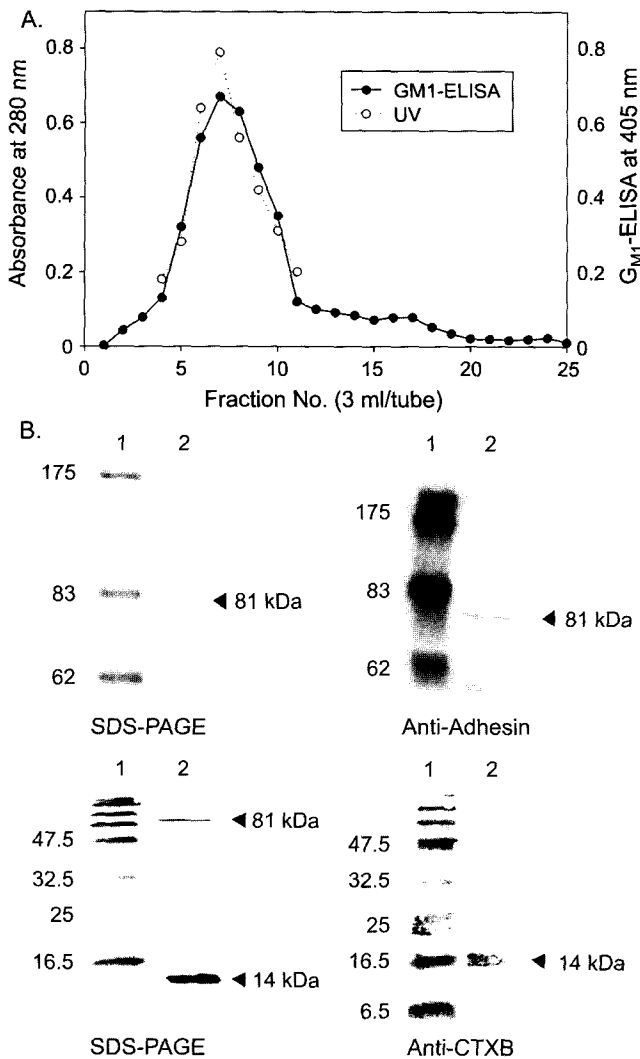 A.
Absorbance at 280 nm
0.8
0.6
0.4
0.2
0
GM1-ELISA
UV
0.8
0.6
0.4
0.2
0
G_M1-ELISA at 405 nm
0 5 10 15 20 25
Fraction No. (3 ml/tube)
B.
1 2
175
83
62
◄ 81 kDa
SDS-PAGE
1 2
175
83
62
◄ 81 kDa
Anti-Adhesin
1 2
47.5
32.5
25
16.5
◄ 81 kDa
◄ 14 kDa
SDS-PAGE
1 2
47.5
32.5
25
16.5
6.5
◄ 14 kDa
Anti-CTXB